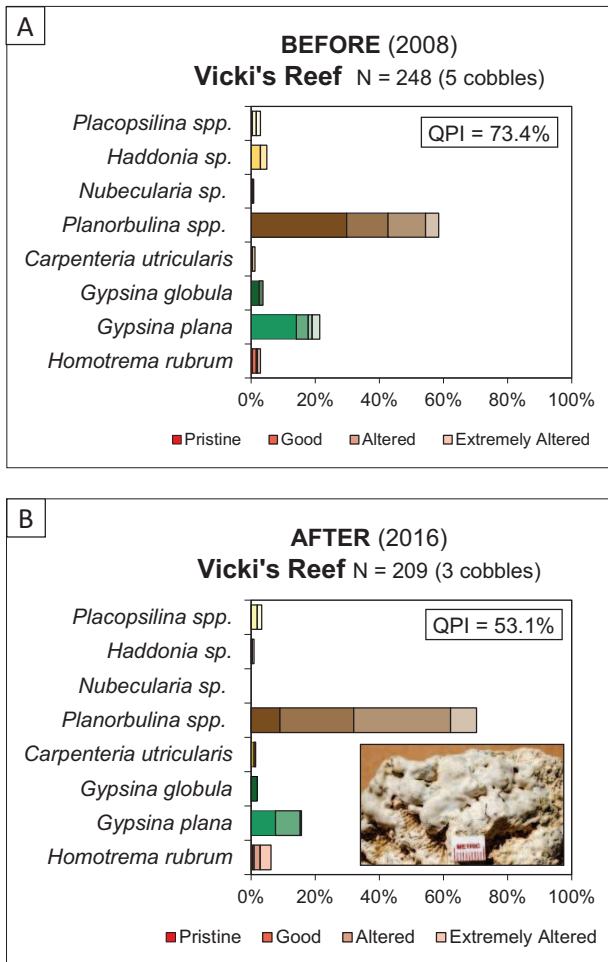 A
BEFORE (2008)
Vicki's Reef N = 248 (5 cobbles)
QPI = 73.4%
Placopsilina spp.
Haddonia sp.
Nubecularia sp.
Planorbulina spp.
Carpenteria utricularis
Gypsina globula
Gypsina plana
Homotrema rubrum
0% 20% 40% 60% 80% 100%
Pristine Good Altered Extremely Altered
B
AFTER (2016)
Vicki's Reef N = 209 (3 cobbles)
QPI = 53.1%
Placopsilina spp.
Haddonia sp.
Nubecularia sp.
Planorbulina spp.
Carpenteria utricularis
Gypsina globula
Gypsina plana
Homotrema rubrum
METRIC
0% 20% 40% 60% 80% 100%
Pristine Good Altered Extremely Altered